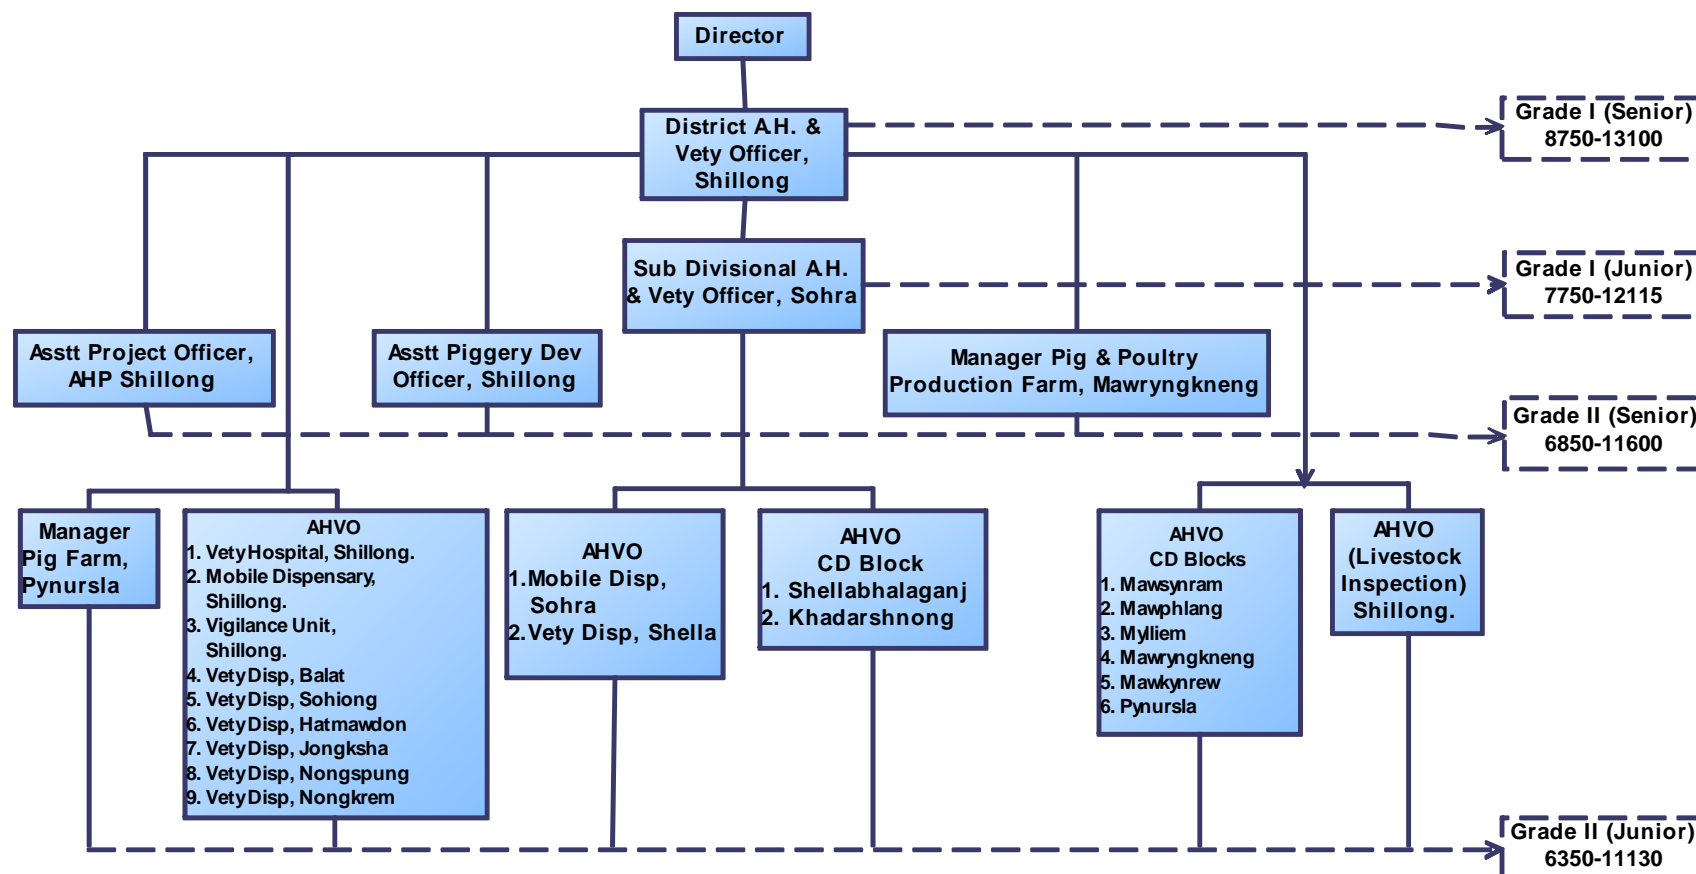 Director
District A.H. &
Vety Officer,
Shillong
Grade I (Senior)
8750-13100
Sub Divisional A.H.
& Vety Officer, Sohra
Grade I (Junior)
7750-12115
Asstt Project Officer,
AHP Shillong
Asstt Piggery Dev
Officer, Shillong
Manager Pig & Poultry
Production Farm, Mawryngkneng
Grade II (Senior)
6850-11600
Manager
Pig Farm,
Pynursla
AHVO
1. Vety Hospital, Shillong.
2. Mobile Dispensary,
Shillong.
3. Vigilance Unit,
Shillong.
4. Vety Disp, Balat
5. Vety Disp, Sohiong
6. Vety Disp, Hatmawdon
7. Vety Disp, Jongksha
8. Vety Disp, Nongspung
9. Vety Disp, Nongkrem
AHVO
1.Mobile Disp,
Sohra
2.Vety Disp, Shella
AHVO
CD Block
1. Shellabhalaganj
2. Khadarshnong
AHVO
CD Blocks
1. Mawsynram
2. Mawphlang
3. Mylliem
4. Mawryngkneng
5. Mawkynrew
6. Pynursla
AHVO
(Livestock
Inspection)
Shillong.
Grade II (Junior)
6350-11130